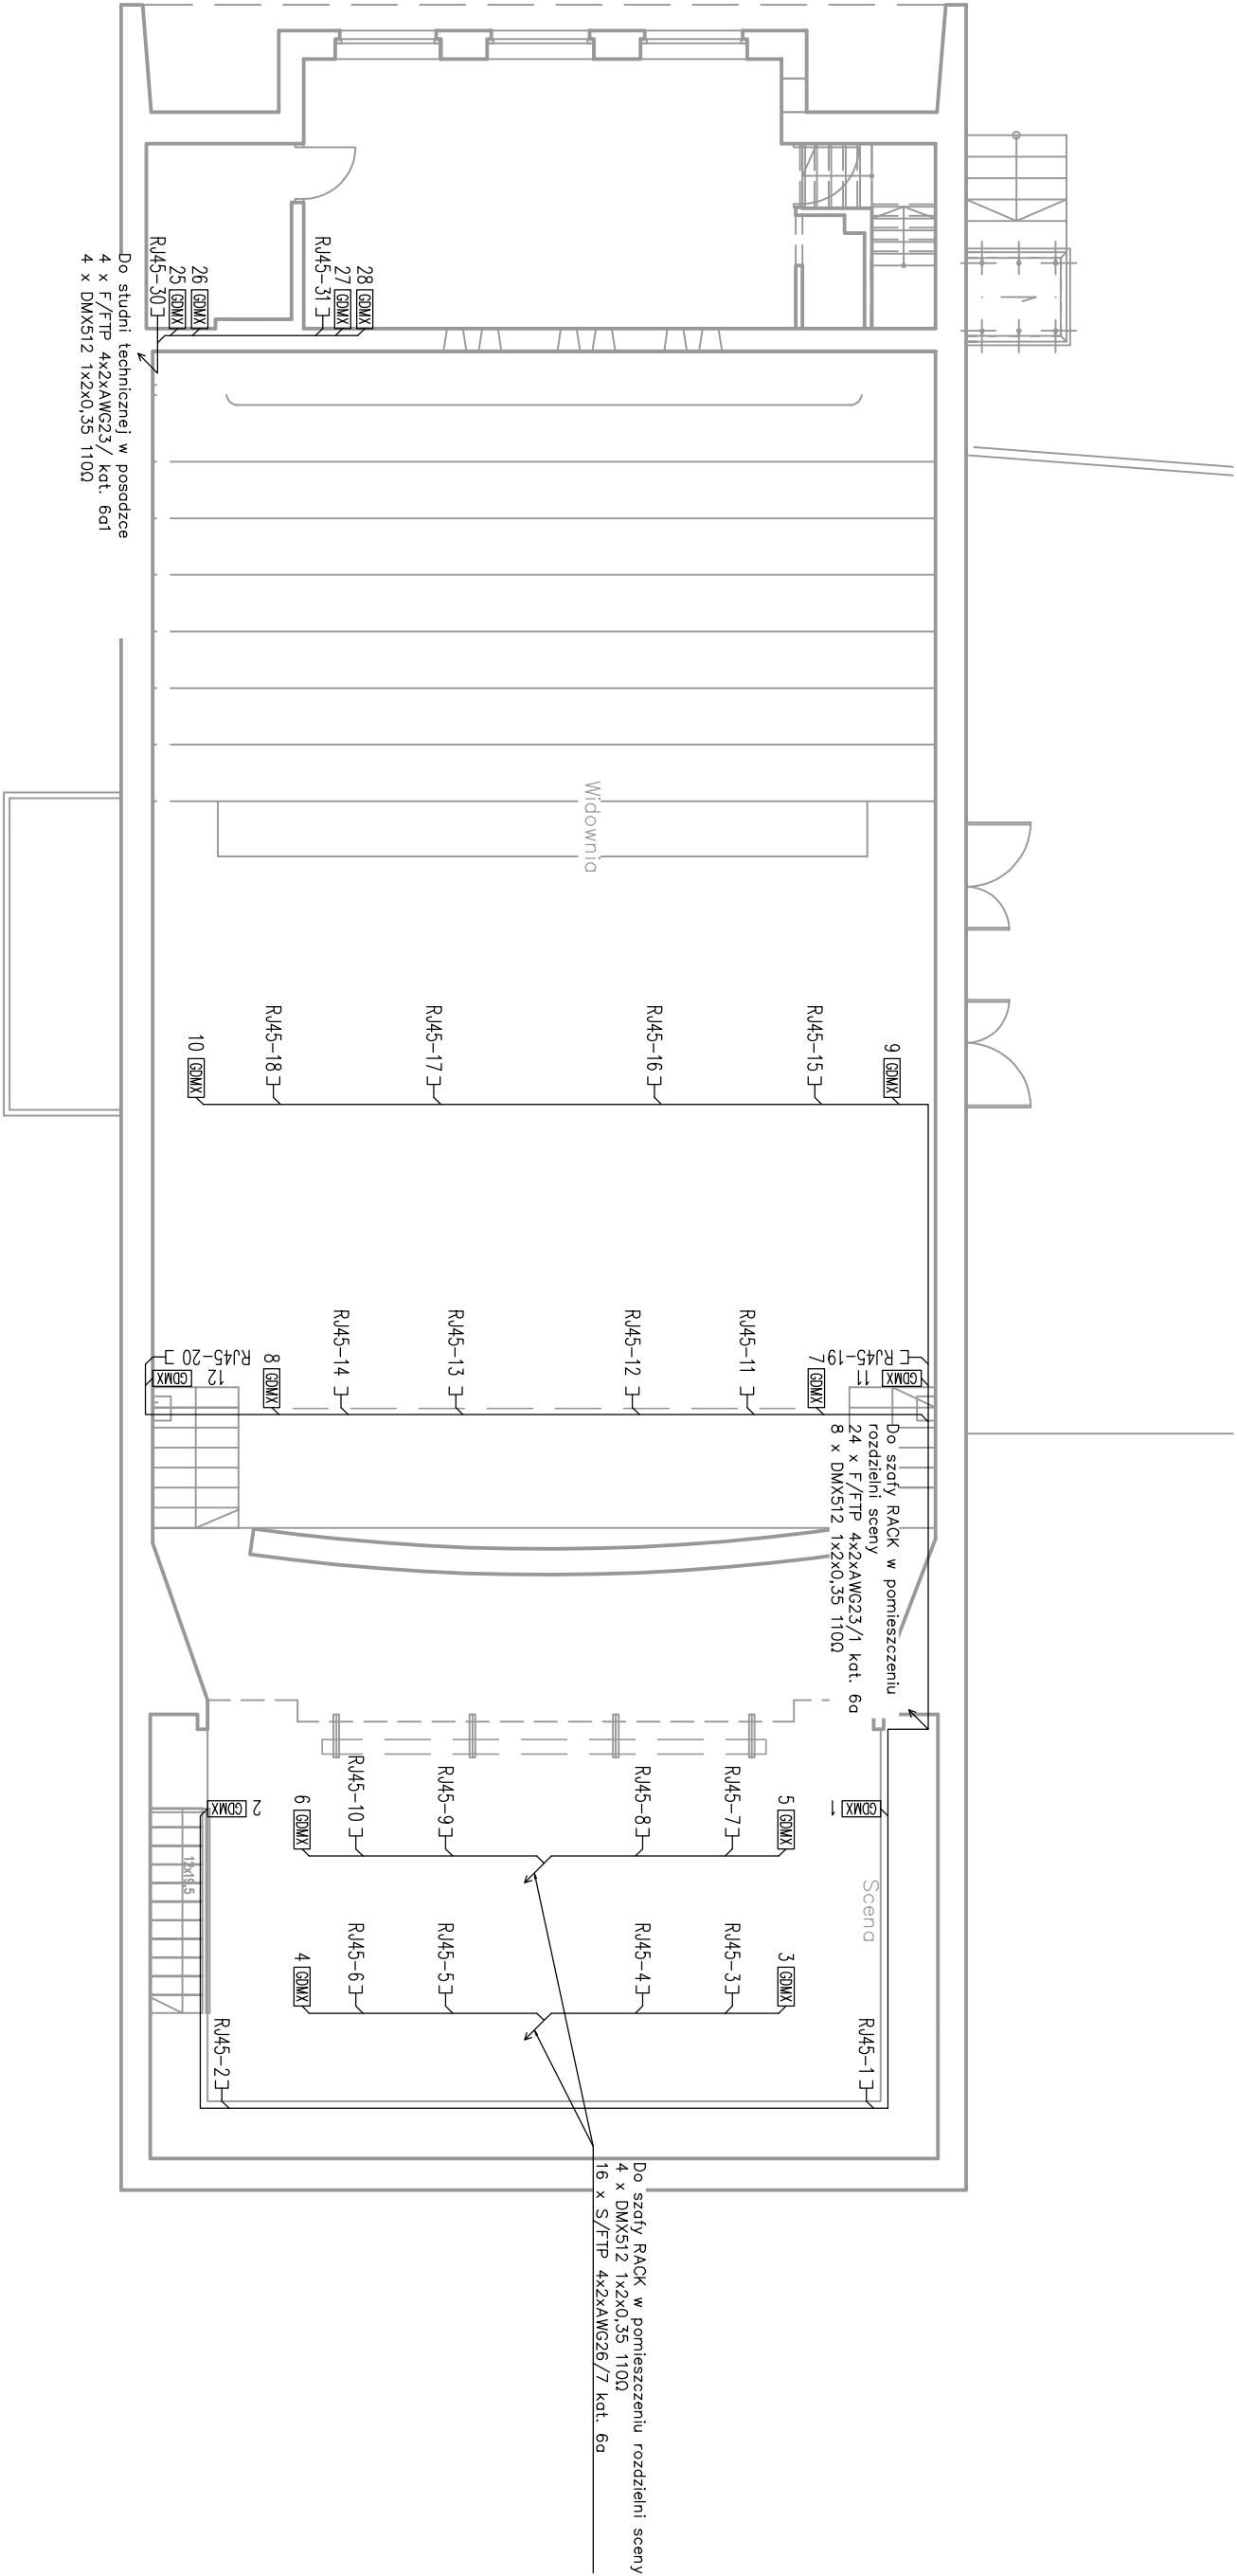 28 GDMX
27 GDMX
RJ45-31
26 GDMX
25 GDMX
RJ45-30
Do studni technicznej w posadzce
4 x F/FTP 4x2xAWG23/ kat. 6a1
4 x DMX512 1x2x0,35 110Ω
Widownia
9 GDMX
RJ45-15
RJ45-16
RJ45-17
RJ45-18
10 GDMX
RJ45-19
11 GDMX
7 GDMX
RJ45-11
RJ45-12
RJ45-13
RJ45-14
8 GDMX
RJ45-20
12 GDMX
Do szafy RACK w pomieszczeniu
rozdzielni sceny
24 x F/FTP 4x2xAWG23/1 kat. 6a
8 x DMX512 1x2x0,35 110Ω
1 GDMX
5 GDMX
RJ45-7
RJ45-8
RJ45-9
RJ45-10
6 GDMX
2 GDMX
12x19,5
Scena
3 GDMX
RJ45-3
RJ45-4
RJ45-5
RJ45-6
4 GDMX
RJ45-1
RJ45-2
Do szafy RACK w pomieszczeniu rozdzielni sceny
4 x DMX512 1x2x0,35 110Ω
16 x S/FTP 4x2xAWG26/7 kat. 6a